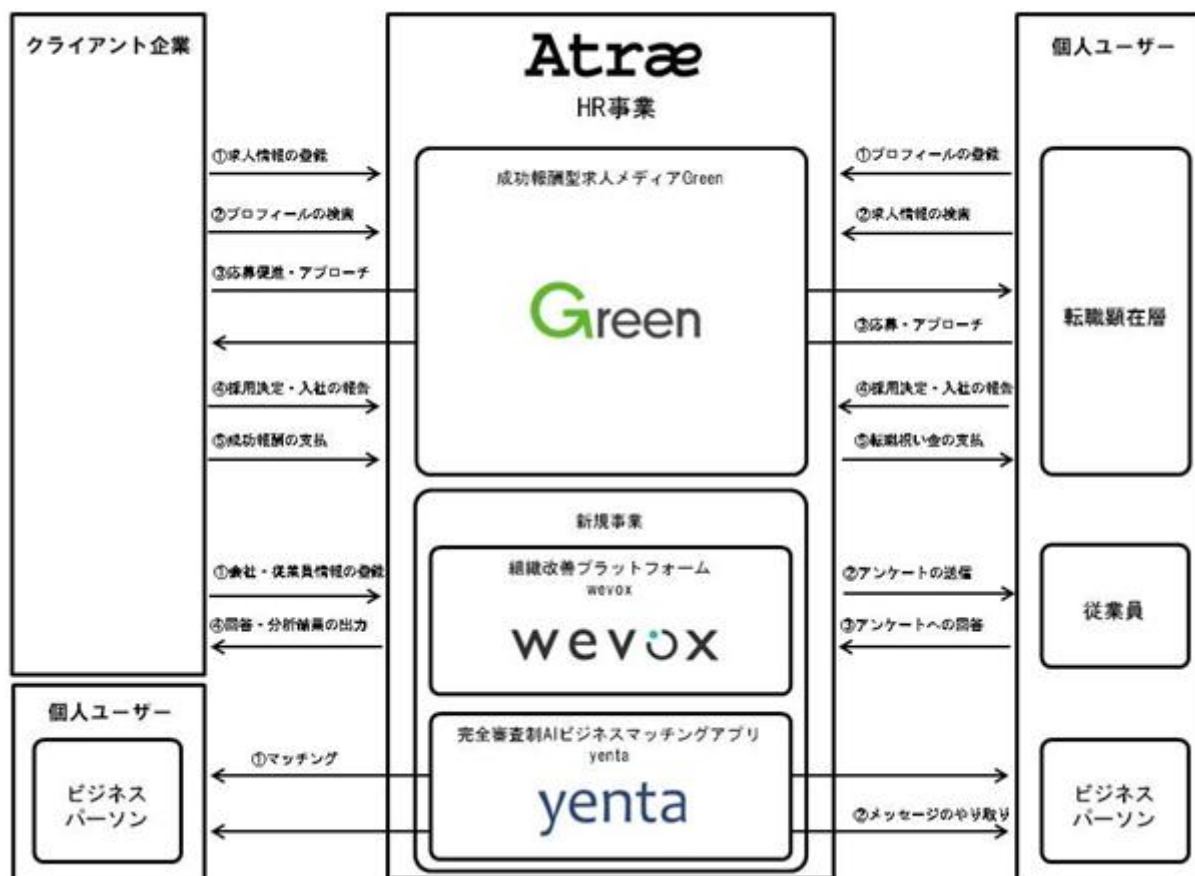 クライアント企業
Atræ
HR事業
個人ユーザー
①求人情報の登録
②プロフィールの検索
③応募促進・アプローチ
④採用決定・入社の報告
⑤成功報酬の支払
成功報酬型求人メディアGreen
Green
①プロフィールの登録
②求人情報の検索
③応募・アプローチ
④採用決定・入社の報告
⑤転職祝い金の支払
転職顕在層
新規事業
①会社・従業員情報の登録
④回答・分析結果の出力
組織改善プラットフォーム
wevox
wevox
②アンケートの送信
③アンケートへの回答
従業員
個人ユーザー
ビジネス
パーソン
①マッチング
完全審査制AIビジネスマッチングアプリ
yenta
yenta
②メッセージのやり取り
ビジネス
パーソン